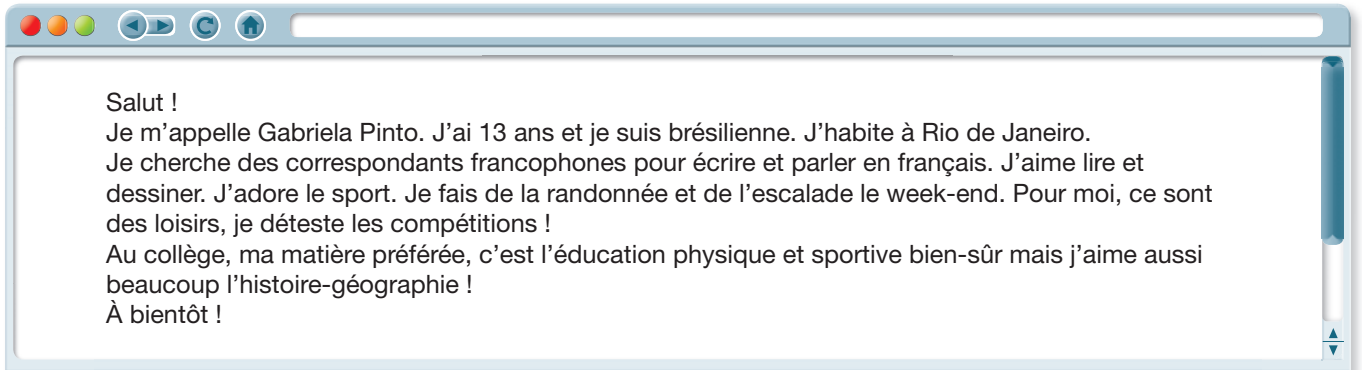 Salut !
Je m'appelle Gabriela Pinto. J'ai 13 ans et je suis brésilienne. J'habite à Rio de Janeiro.
Je cherche des correspondants francophones pour écrire et parler en français. J'aime lire et
dessiner. J'adore le sport. Je fais de la randonnée et de l'escalade le week-end. Pour moi, ce sont
des loisirs, je déteste les compétitions !
Au collège, ma matière préférée, c'est l'éducation physique et sportive bien-sûr mais j'aime aussi
beaucoup l'histoire-géographie !
À bientôt !